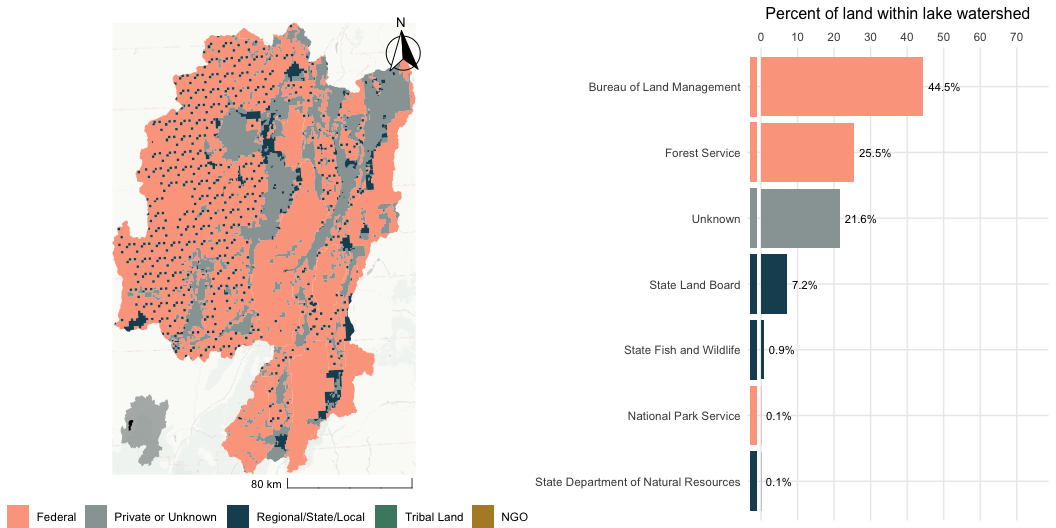 N
80 km
Federal
Private or Unknown
Regional/State/Local
Tribal Land
NGO
Percent of land within lake watershed
0 10 20 30 40 50 60 70
Bureau of Land Management 44.5%
Forest Service 25.5%
Unknown 21.6%
State Land Board 7.2%
State Fish and Wildlife 0.9%
National Park Service 0.1%
State Department of Natural Resources 0.1%